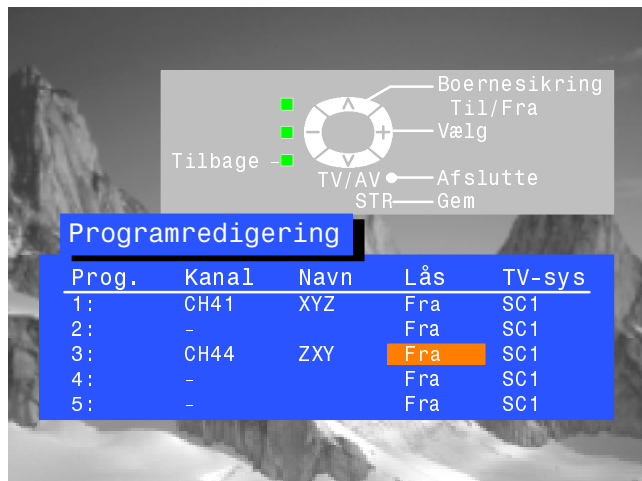 Boernesikring
Til/Fra
Vælg
Tilbage
TV/AV Afslutte
STR Gem
Programredigering
Prog. Kanal Navn Lås TV-sys
1: CH41 XYZ Fra SC1
2: - Fra SC1
3: CH44 ZXY Fra SC1
4: - Fra SC1
5: - Fra SC1